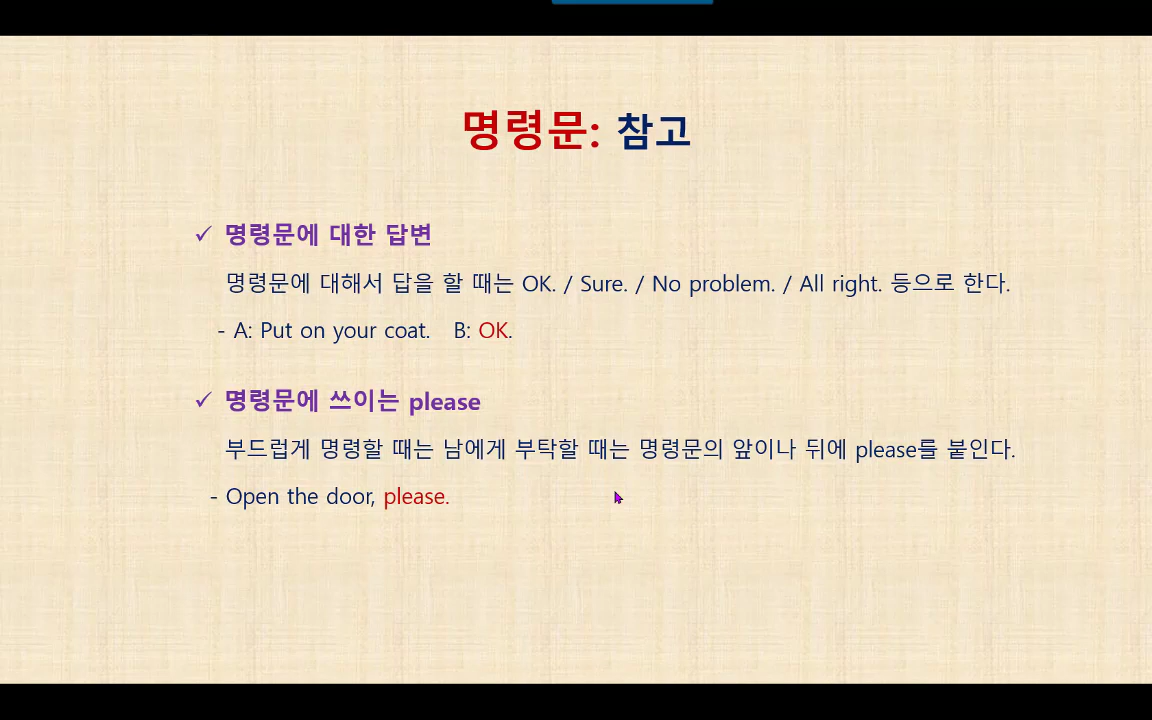 명령문: 참고
✓ 명령문에 대한 답변
명령문에 대해서 답을 할 때는 OK. / Sure. / No problem. / All right. 등으로 한다.
- A: Put on your coat. B: OK.
✓ 명령문에 쓰이는 please
부드럽게 명령할 때는 남에게 부탁할 때는 명령문의 앞이나 뒤에 please를 붙인다.
- Open the door, please.